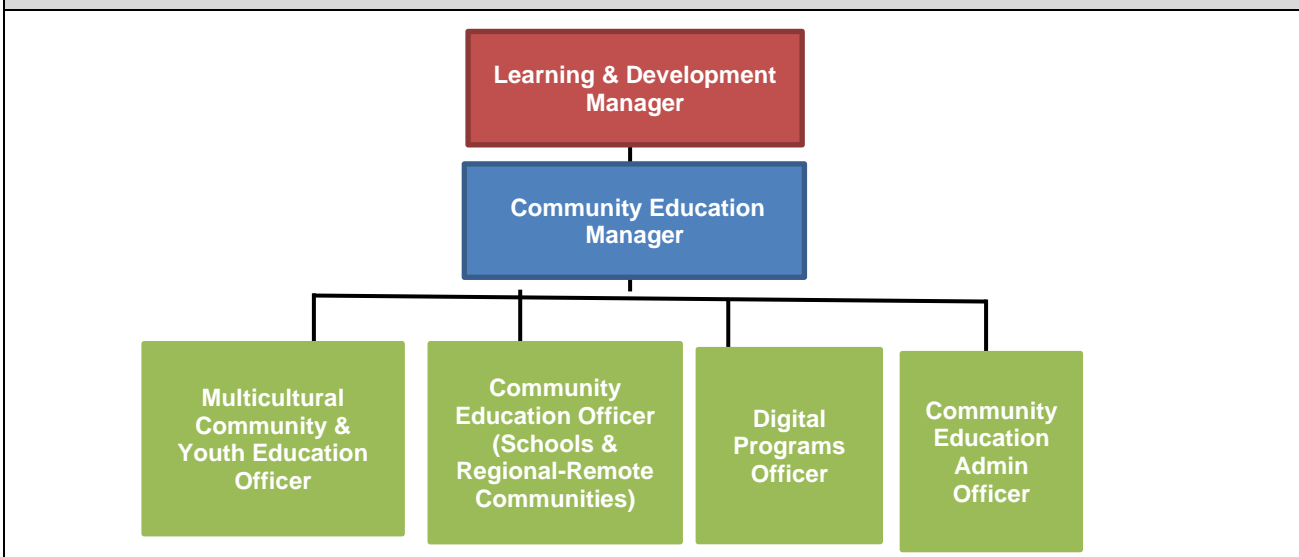 Learning & Development
Manager
Community Education
Manager
Multicultural
Community &
Youth Education
Officer
Community
Education Officer
(Schools &
Regional-Remote
Communities)
Digital
Programs
Officer
Community
Education
Admin
Officer